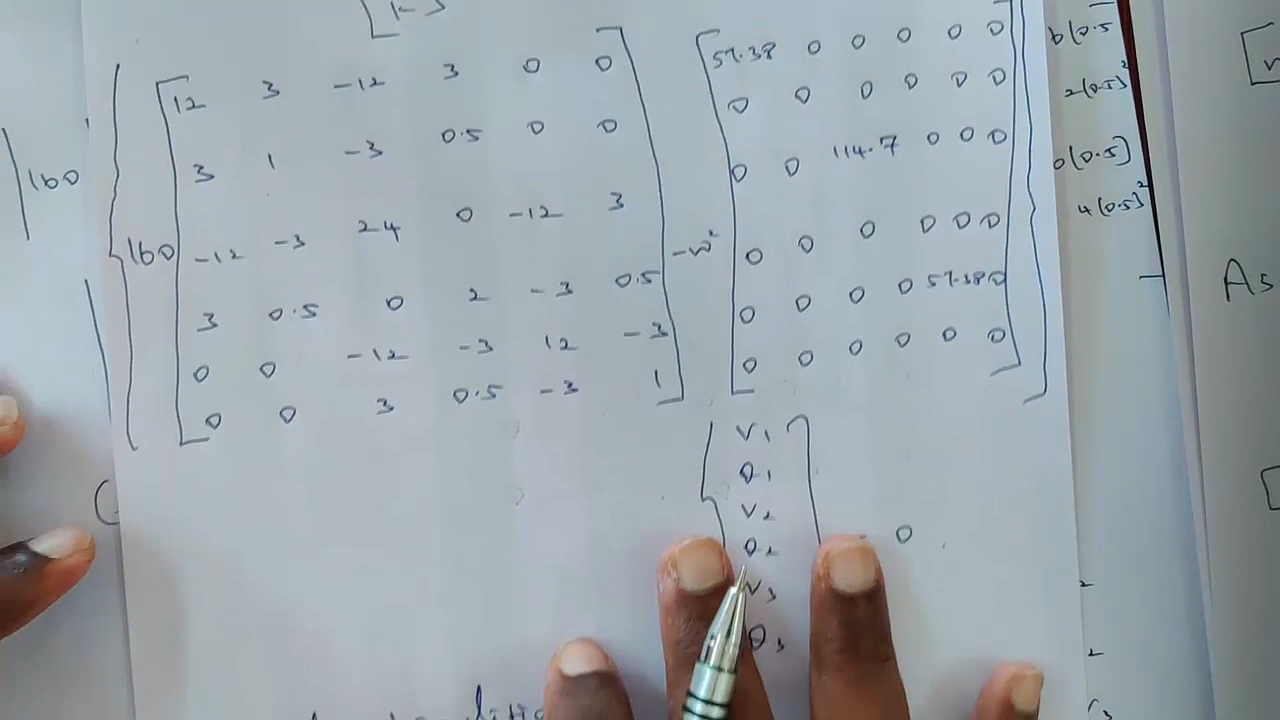 12 3 -12 3 0 0
3 1 -3 0.5 0 0
160 160 -12 -3 24 0 -12 3
3 0.5 0 2 -3 0.5
0 0 -12 -3 12 -3
0 0 3 0.5 -3 1
-ω²
57.38 0 0 0 0 0
0 0 0 0 0 0
0 0 114.7 0 0 0
0 0 0 0 0 0
0 0 0 0 57.38 0
0 0 0 0 0 0
v₁
θ₁
v₂
θ₂ 0
v₃
θ₃
6(0.5
2(0.5)²
4(0.5)²
As